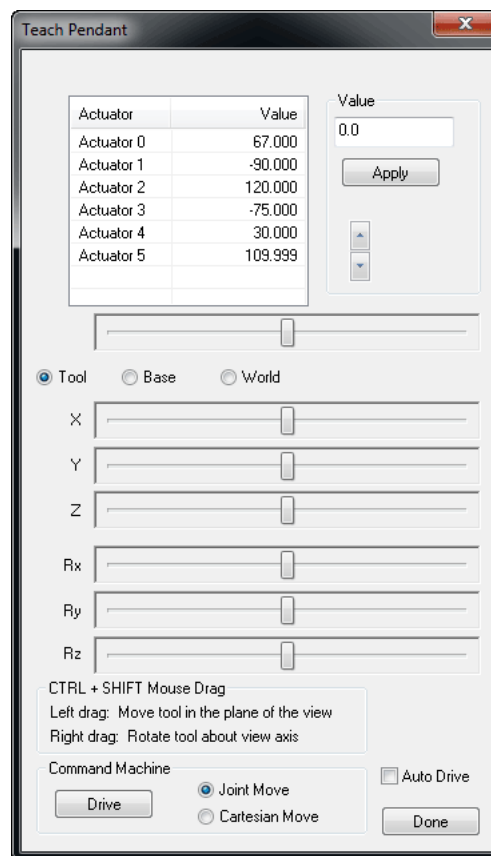 Teach Pendant
Actuator Value
Actuator 0 67.000
Actuator 1 -90.000
Actuator 2 120.000
Actuator 3 -75.000
Actuator 4 30.000
Actuator 5 109.999
Value
0.0
Apply
Tool Base World
X
Y
Z
Rx
Ry
Rz
CTRL + SHIFT Mouse Drag
Left drag: Move tool in the plane of the view
Right drag: Rotate tool about view axis
Command Machine
Drive
Joint Move
Cartesian Move
Auto Drive
Done